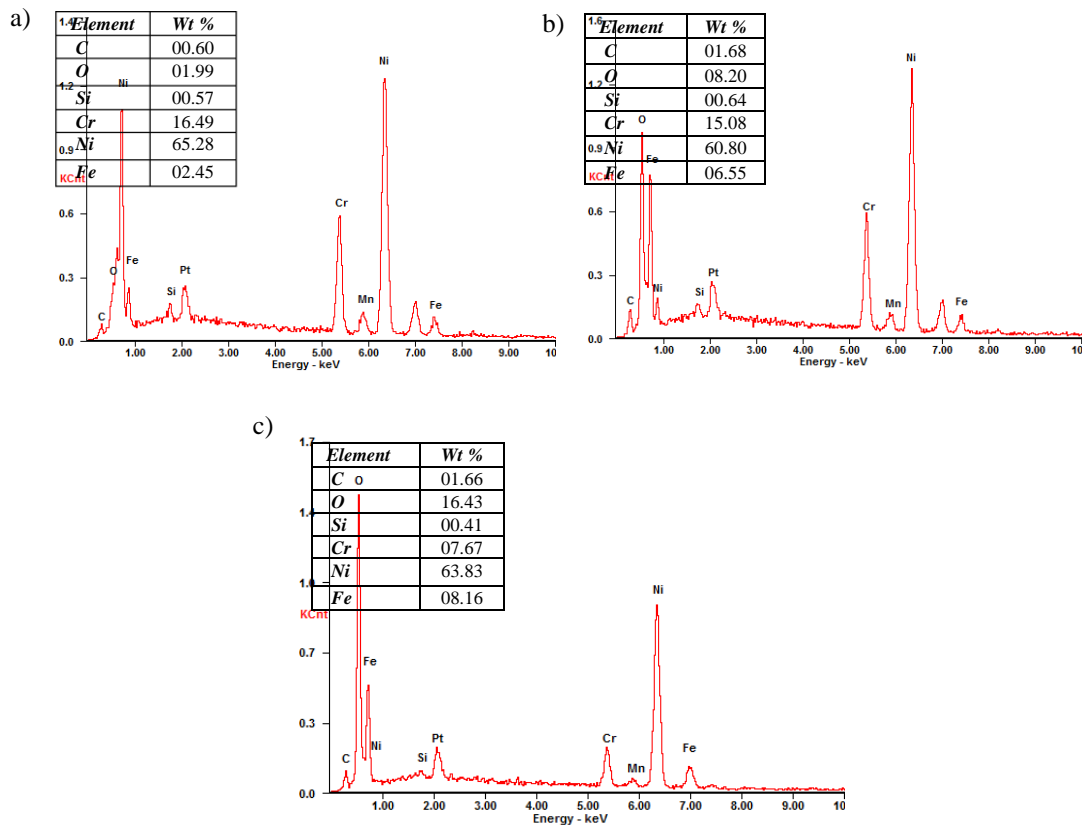 a)
Element Wt %
C 00.60
O 01.99
Si 00.57
Cr 16.49
Ni 65.28
Fe 02.45
1.4
1.2
0.9
KCnt
0.6
0.3
0.0
C
O
Ni
Fe
Si
Pt
Cr
Mn
Ni
Fe
1.00 2.00 3.00 4.00 5.00 6.00 7.00 8.00 9.00 10
Energy - keV
b)
Element Wt %
C 01.68
O 08.20
Si 00.64
Cr 15.08
Ni 60.80
Fe 06.55
1.6
1.2
0.9
KCnt
0.6
0.3
0.0
C
O
Fe
Ni
Si
Pt
Cr
Mn
Ni
Fe
1.00 2.00 3.00 4.00 5.00 6.00 7.00 8.00 9.00 10
Energy - keV
c)
Element Wt %
C 01.66
O 16.43
Si 00.41
Cr 07.67
Ni 63.83
Fe 08.16
1.7
1.4
1.0
KCnt
0.7
0.3
0.0
C
O
Fe
Ni
Si
Pt
Cr
Mn
Ni
Fe
1.00 2.00 3.00 4.00 5.00 6.00 7.00 8.00 9.00 10
Energy - keV